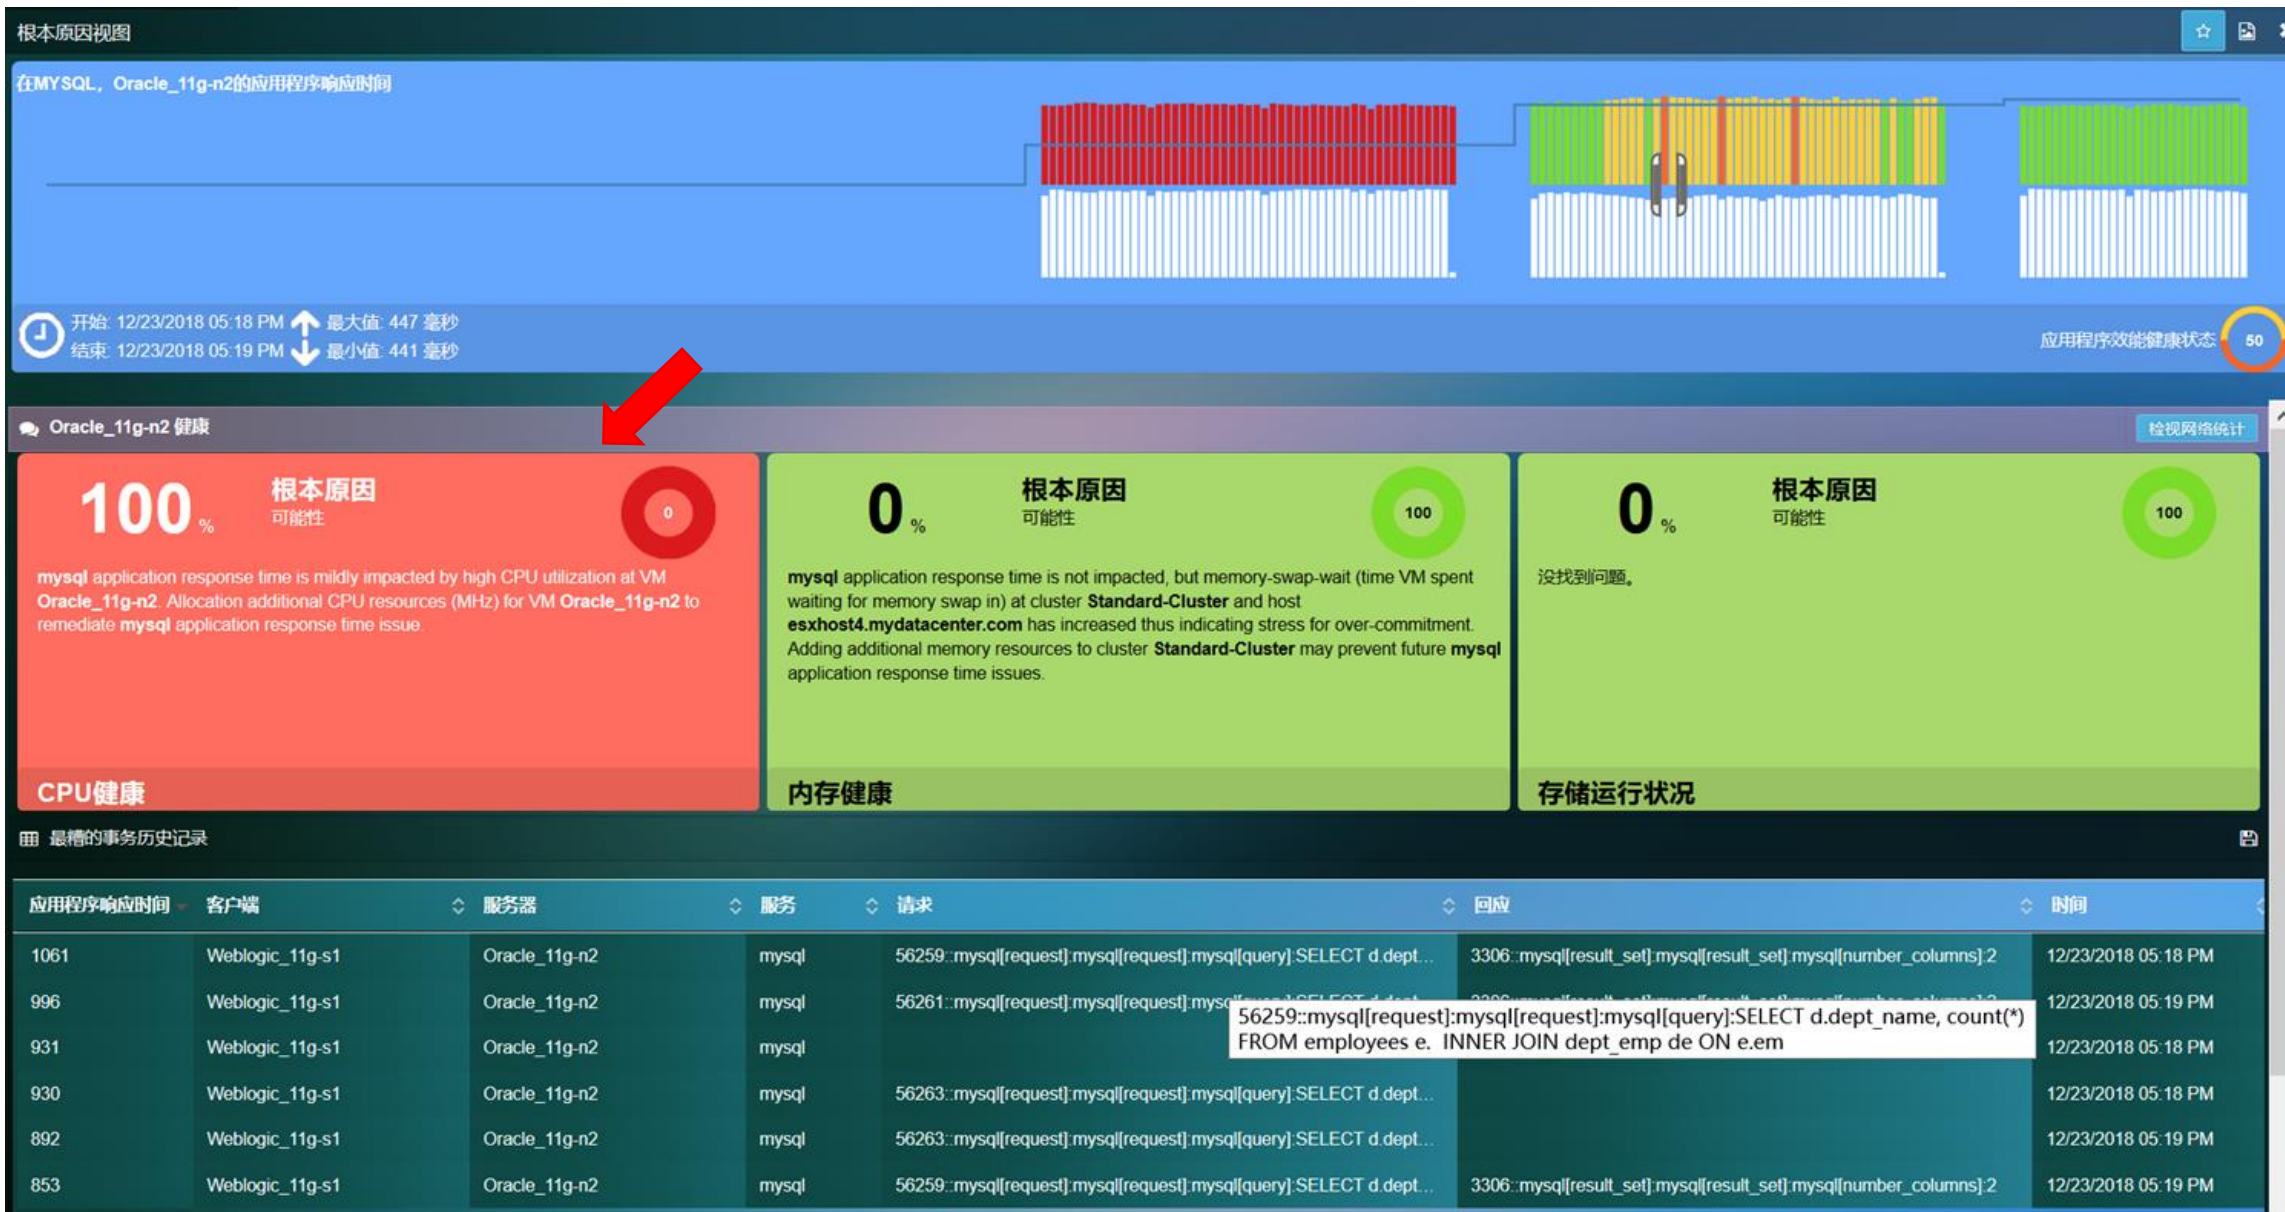 根本原因视图
在MYSQL，Oracle_11g-n2的应用程序响应时间
开始: 12/23/2018 05:18 PM 最大值: 447 毫秒
结束: 12/23/2018 05:19 PM 最小值: 441 毫秒
应用程序效能健康状态 50
Oracle_11g-n2 健康
检视网络统计
100 %
根本原因
可能性
0
mysql application response time is mildly impacted by high CPU utilization at VM
Oracle_11g-n2. Allocation additional CPU resources (MHz) for VM Oracle_11g-n2 to
remediate mysql application response time issue.
CPU健康
0 %
根本原因
可能性
100
mysql application response time is not impacted, but memory-swap-wait (time VM spent
waiting for memory swap in) at cluster Standard-Cluster and host
esxhost4.mydatacenter.com has increased thus indicating stress for over-commitment.
Adding additional memory resources to cluster Standard-Cluster may prevent future mysql
application response time issues.
内存健康
0 %
根本原因
可能性
100
没找到问题。
存储运行状况
最糟的事务历史记录
应用程序响应时间 客户端 服务器 服务 请求 回应 时间
1061 Weblogic_11g-s1 Oracle_11g-n2 mysql 56259::mysql[request]:mysql[request]:mysql[query]:SELECT d.dept... 3306::mysql[result_set]:mysql[result_set]:mysql[number_columns]:2 12/23/2018 05:18 PM
996 Weblogic_11g-s1 Oracle_11g-n2 mysql 56261::mysql[request]:mysql[request]:mysql 12/23/2018 05:19 PM
56259::mysql[request]:mysql[request]:mysql[query]:SELECT d.dept_name, count(*)
FROM employees e.  INNER JOIN dept_emp de ON e.em
931 Weblogic_11g-s1 Oracle_11g-n2 mysql 12/23/2018 05:18 PM
930 Weblogic_11g-s1 Oracle_11g-n2 mysql 56263::mysql[request]:mysql[request]:mysql[query]:SELECT d.dept... 12/23/2018 05:18 PM
892 Weblogic_11g-s1 Oracle_11g-n2 mysql 56263::mysql[request]:mysql[request]:mysql[query]:SELECT d.dept... 12/23/2018 05:19 PM
853 Weblogic_11g-s1 Oracle_11g-n2 mysql 56259::mysql[request]:mysql[request]:mysql[query]:SELECT d.dept... 3306::mysql[result_set]:mysql[result_set]:mysql[number_columns]:2 12/23/2018 05:19 PM